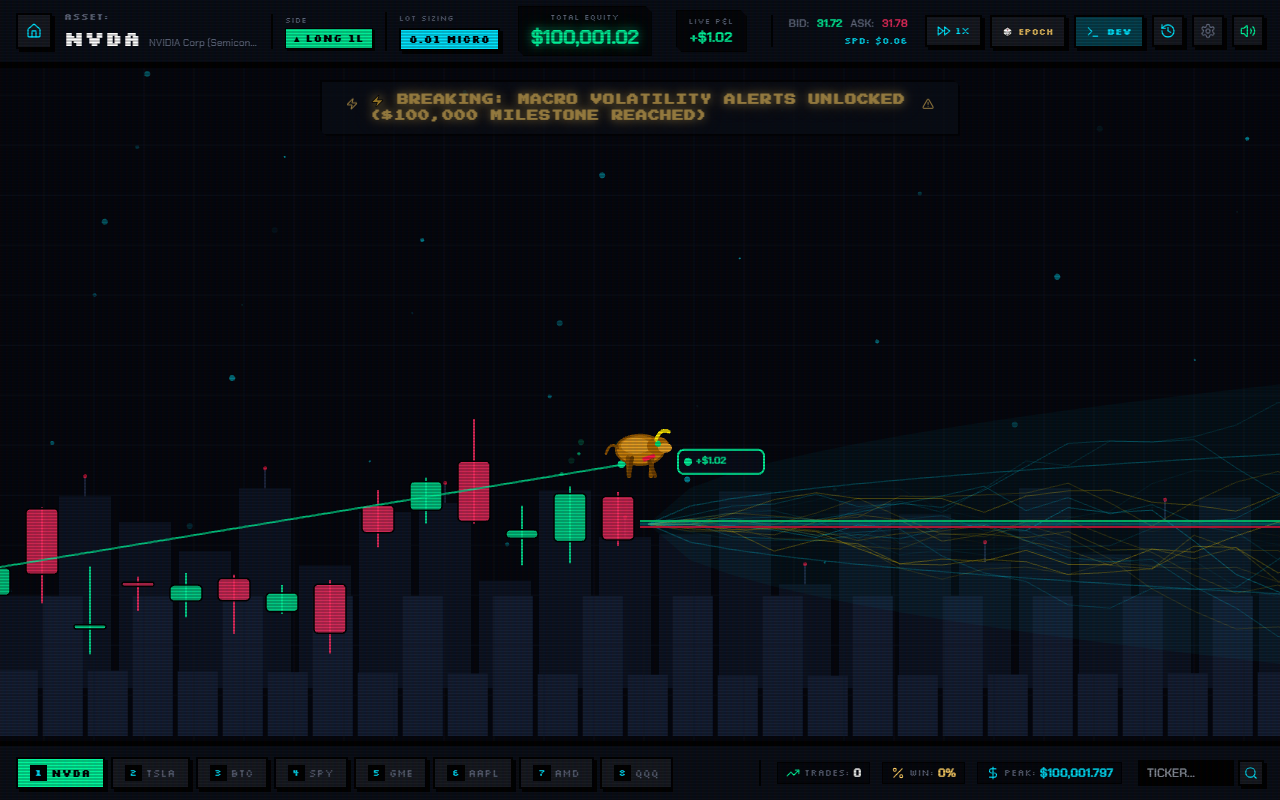 ASSET:
NVDA NVIDIA Corp (Semicon...
SIDE
▲ LONG 1L
LOT SIZING
0.01 MICRO
TOTAL EQUITY
$100,001.02
LIVE P£L
+$1.02
BID: 31.72 ASK: 31.78
SPD: $0.06
1X
EPOCH
>_ DEV
⚡ BREAKING: MACRO VOLATILITY ALERTS UNLOCKED
($100,000 MILESTONE REACHED)
+$1.02
1 NVDA
2 TSLA
3 BTC
4 SPY
5 GME
6 AAPL
7 AMD
8 QQQ
TRADES: 0
% WIN: 0%
$ PEAK: $100,001.797
TICKER...